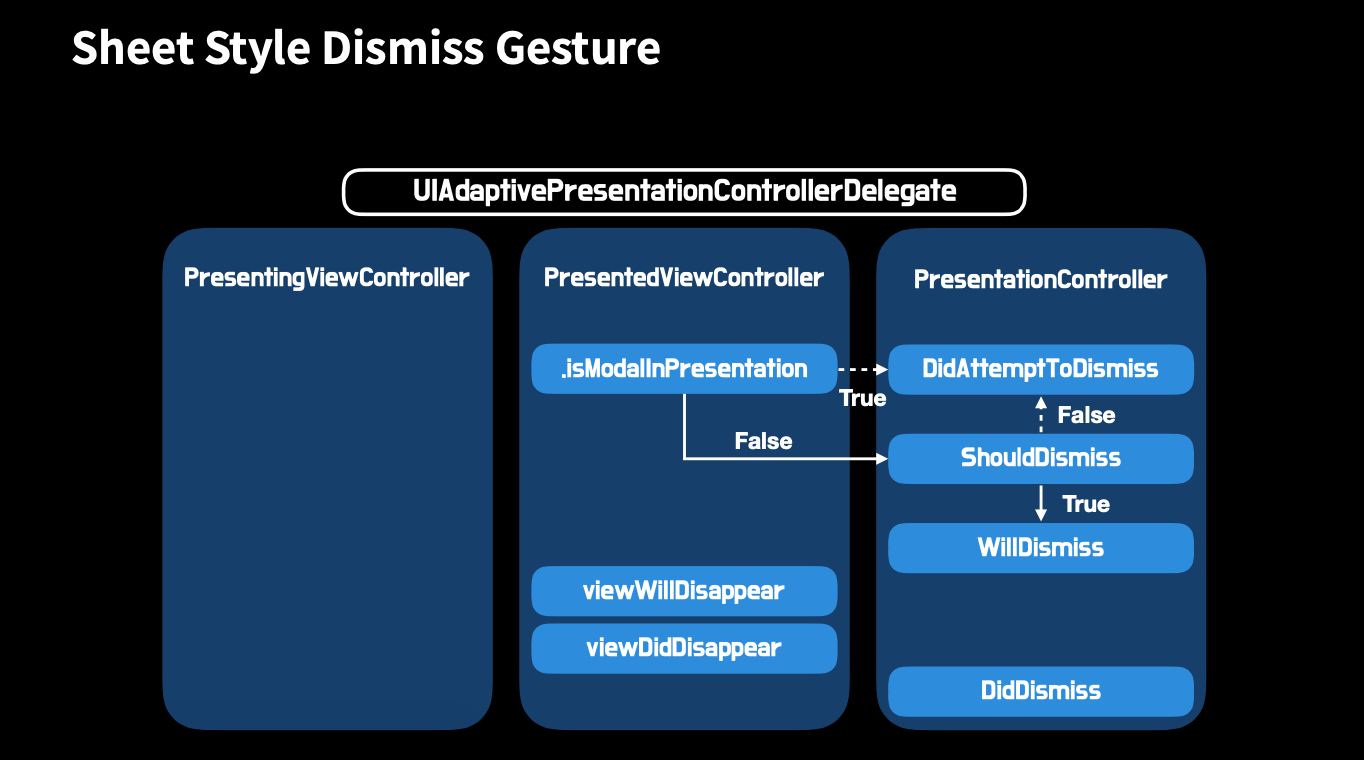 Sheet Style Dismiss Gesture
UIAdaptivePresentationControllerDelegate
PresentingViewController
PresentedViewController
PresentationController
.isModalInPresentation
True
DidAttemptToDismiss
False
False
ShouldDismiss
True
WillDismiss
viewWillDisappear
viewDidDisappear
DidDismiss